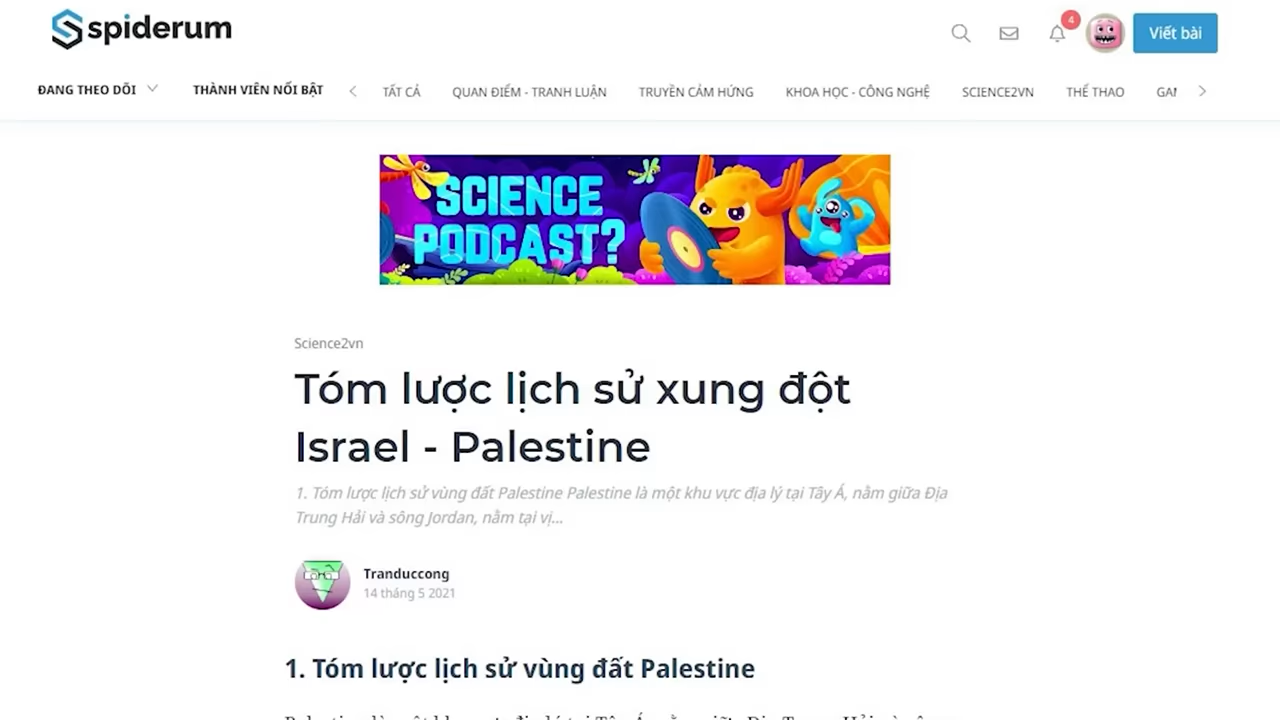 spiderum
4
Viết bài
ĐANG THEO DÕI
THÀNH VIÊN NỔI BẬT
TẤT CẢ
QUAN ĐIỂM - TRANH LUẬN
TRUYỀN CẢM HỨNG
KHOA HỌC - CÔNG NGHỆ
SCIENCE2VN
THỂ THAO
SCIENCE
PODCAST?
Science2vn
Tóm lược lịch sử xung đột
Israel - Palestine
1. Tóm lược lịch sử vùng đất Palestine Palestine là một khu vực địa lý tại Tây Á, nằm giữa Địa
Trung Hải và sông Jordan, nằm tại vị...
Tranduccong
14 tháng 5 2021
1. Tóm lược lịch sử vùng đất Palestine